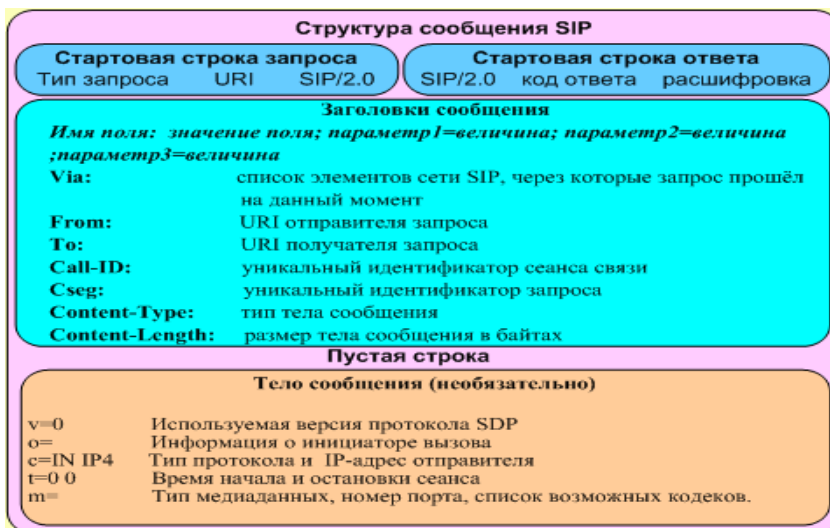 Структура сообщения SIP
Стартовая строка запроса
Тип запроса URI SIP/2.0
Стартовая строка ответа
SIP/2.0 код ответа расшифровка
Заголовки сообщения
Имя поля: значение поля; параметр1=величина; параметр2=величина
;параметр3=величина
Via: список элементов сети SIP, через которые запрос прошёл
на данный момент
From: URI отправителя запроса
To: URI получателя запроса
Call-ID: уникальный идентификатор сеанса связи
Cseg: уникальный идентификатор запроса
Content-Type: тип тела сообщения
Content-Length: размер тела сообщения в байтах
Пустая строка
Тело сообщения (необязательно)
v=0 Используемая версия протокола SDP
o= Информация о инициаторе вызова
c=IN IP4 Тип протокола и IP-адрес отправителя
t=0 0 Время начала и остановки сеанса
m= Тип медиаданных, номер порта, список возможных кодеков.